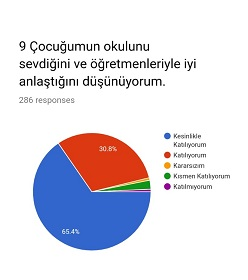 9 Çocuğumun okulunu
sevdiğini ve öğretmenleriyle iyi
anlaştığını düşünüyorum.
286 responses
Kesinlikle
Katılıyorum
Katılıyorum
Kararsızım
Kısmen Katılıyorum
Katılmıyorum
30.8%
65.4%